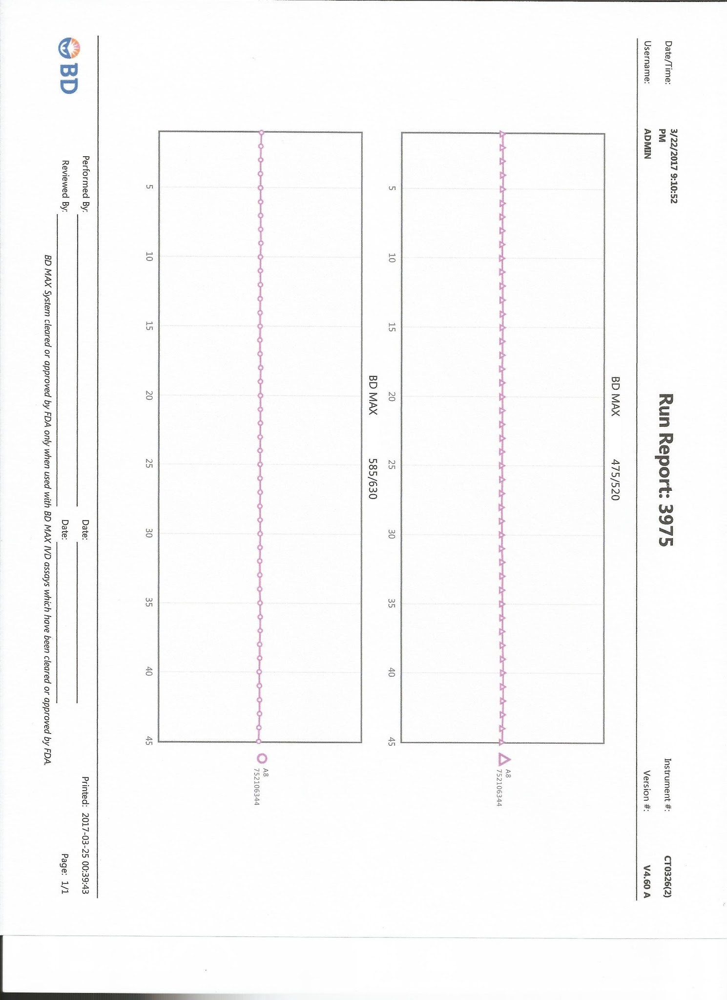 Run Report: 3975
Date/Time: 3/22/2017 9:10:52 PM Instrument #: CT0326(2)
Username: ADMIN Version #: V4.60 A
BD MAX 475/520
A8
752106344
5 10 15 20 25 30 35 40 45
BD MAX 585/630
A8
752106344
5 10 15 20 25 30 35 40 45
BD
Performed By: Date: Printed: 2017-03-25 00:39:43
Reviewed By: Date: Page: 1/1
BD MAX System cleared or approved by FDA only when used with BD MAX IVD assays which have been cleared or approved by FDA.